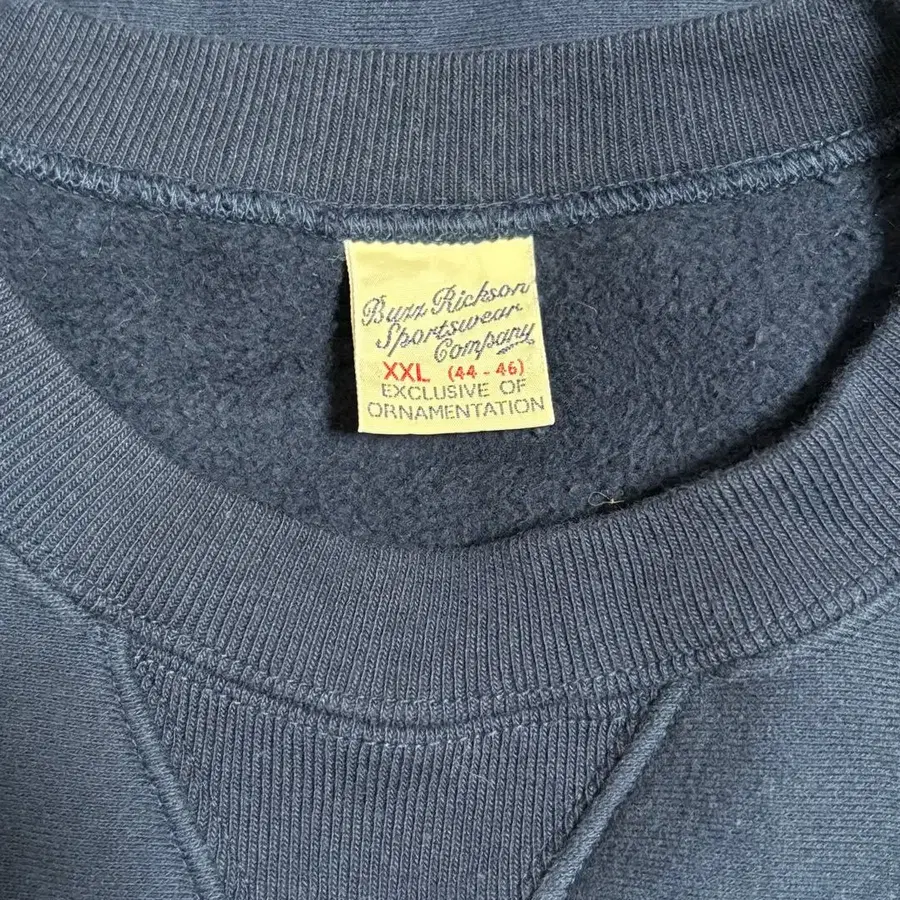 Buzz Rickson
Sportswear
Company
XXL (44 - 46)
EXCLUSIVE OF
ORNAMENTATION